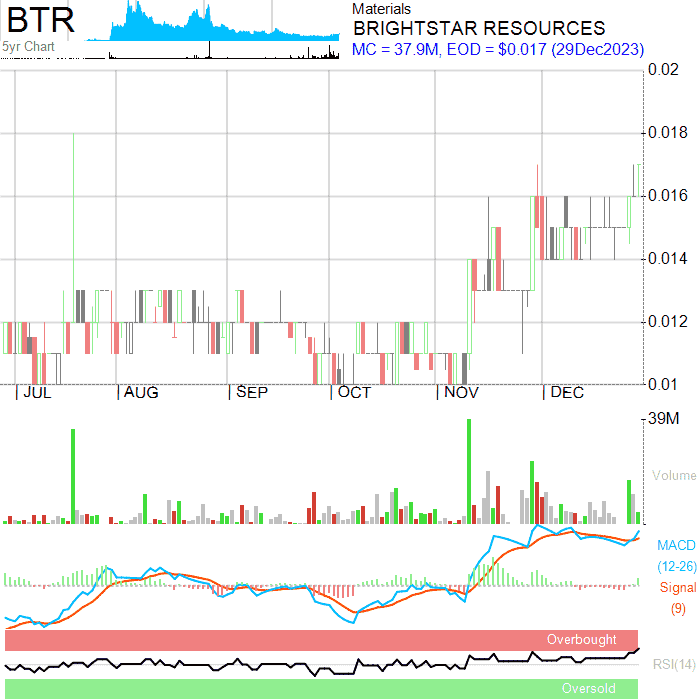 BTR
5yr Chart
Materials
BRIGHTSTAR RESOURCES
MC = 37.9M, EOD = $0.017 (29Dec2023)
0.02
0.018
0.016
0.014
0.012
0.01
JUL AUG SEP OCT NOV DEC
39M
Volume
MACD
(12-26)
Signal
(9)
Overbought
RSI(14)
Oversold